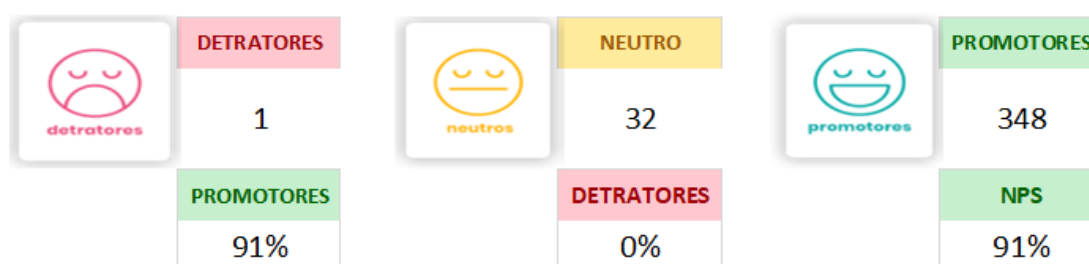 DETRATORES
detratores
1
NEUTRO
neutros
32
PROMOTORES
promotores
348
PROMOTORES
91%
DETRATORES
0%
NPS
91%